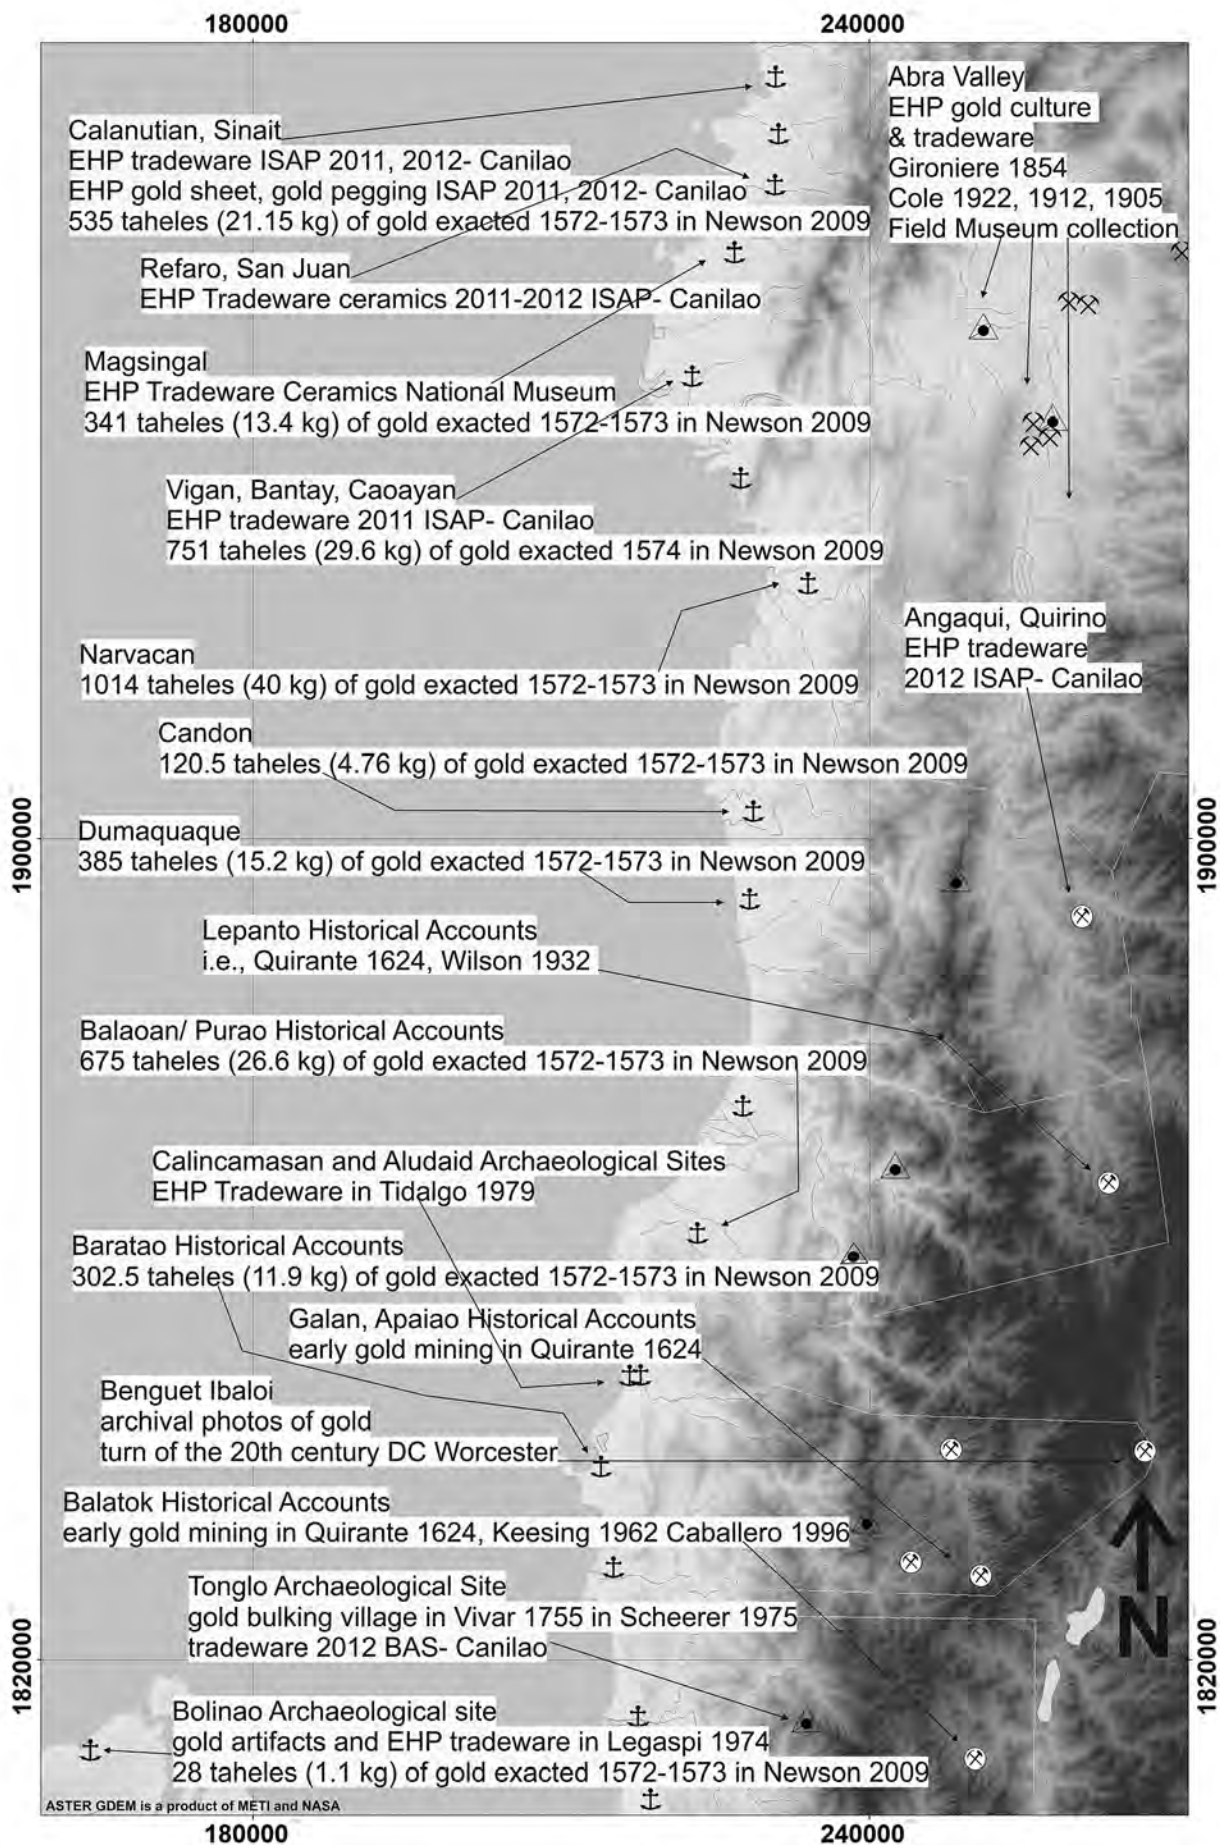 180000
240000
Calanutian, Sinait
EHP tradeware ISAP 2011, 2012- Canilao
EHP gold sheet, gold pegging ISAP 2011, 2012- Canilao
535 taheles (21.15 kg) of gold exacted 1572-1573 in Newson 2009
Abra Valley
EHP gold culture
& tradeware
Gironiere 1854
Cole 1922, 1912, 1905
Field Museum collection
Refaro, San Juan
EHP Tradeware ceramics 2011-2012 ISAP- Canilao
Magsingal
EHP Tradeware Ceramics National Museum
341 taheles (13.4 kg) of gold exacted 1572-1573 in Newson 2009
Vigan, Bantay, Caoayan
EHP tradeware 2011 ISAP- Canilao
751 taheles (29.6 kg) of gold exacted 1574 in Newson 2009
Angaqui, Quirino
EHP tradeware
2012 ISAP- Canilao
Narvacan
1014 taheles (40 kg) of gold exacted 1572-1573 in Newson 2009
Candon
120.5 taheles (4.76 kg) of gold exacted 1572-1573 in Newson 2009
1900000
1900000
Dumaquaque
385 taheles (15.2 kg) of gold exacted 1572-1573 in Newson 2009
Lepanto Historical Accounts
i.e., Quirante 1624, Wilson 1932
Balaoan/ Purao Historical Accounts
675 taheles (26.6 kg) of gold exacted 1572-1573 in Newson 2009
Calincamasan and Aludaid Archaeological Sites
EHP Tradeware in Tidalgo 1979
Baratao Historical Accounts
302.5 taheles (11.9 kg) of gold exacted 1572-1573 in Newson 2009
Galan, Apaiao Historical Accounts
early gold mining in Quirante 1624
Benguet Ibaloi
archival photos of gold
turn of the 20th century DC Worcester
Balatok Historical Accounts
early gold mining in Quirante 1624, Keesing 1962 Caballero 1996
Tonglo Archaeological Site
gold bulking village in Vivar 1755 in Scheerer 1975
tradeware 2012 BAS- Canilao
N
1820000
1820000
Bolinao Archaeological site
gold artifacts and EHP tradeware in Legaspi 1974
28 taheles (1.1 kg) of gold exacted 1572-1573 in Newson 2009
ASTER GDEM is a product of METI and NASA
180000
240000